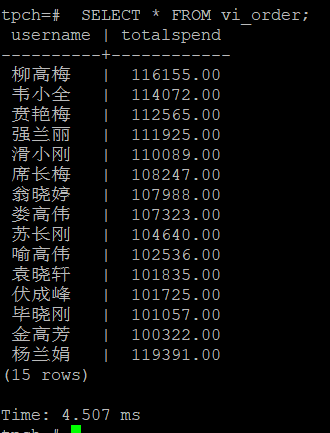 tpch=#  SELECT * FROM vi_order;
username | totalspend
----------+------------
柳高梅 | 116155.00
韦小全 | 114072.00
贲艳梅 | 112565.00
强兰丽 | 111925.00
滑小刚 | 110089.00
席长梅 | 108247.00
翁晓婷 | 107988.00
娄高伟 | 107323.00
苏长刚 | 104640.00
喻高伟 | 102536.00
袁晓轩 | 101835.00
伏成峰 | 101725.00
毕晓刚 | 101057.00
金高芳 | 100322.00
杨兰娟 | 119391.00
(15 rows)
Time: 4.507 ms
tpch=#